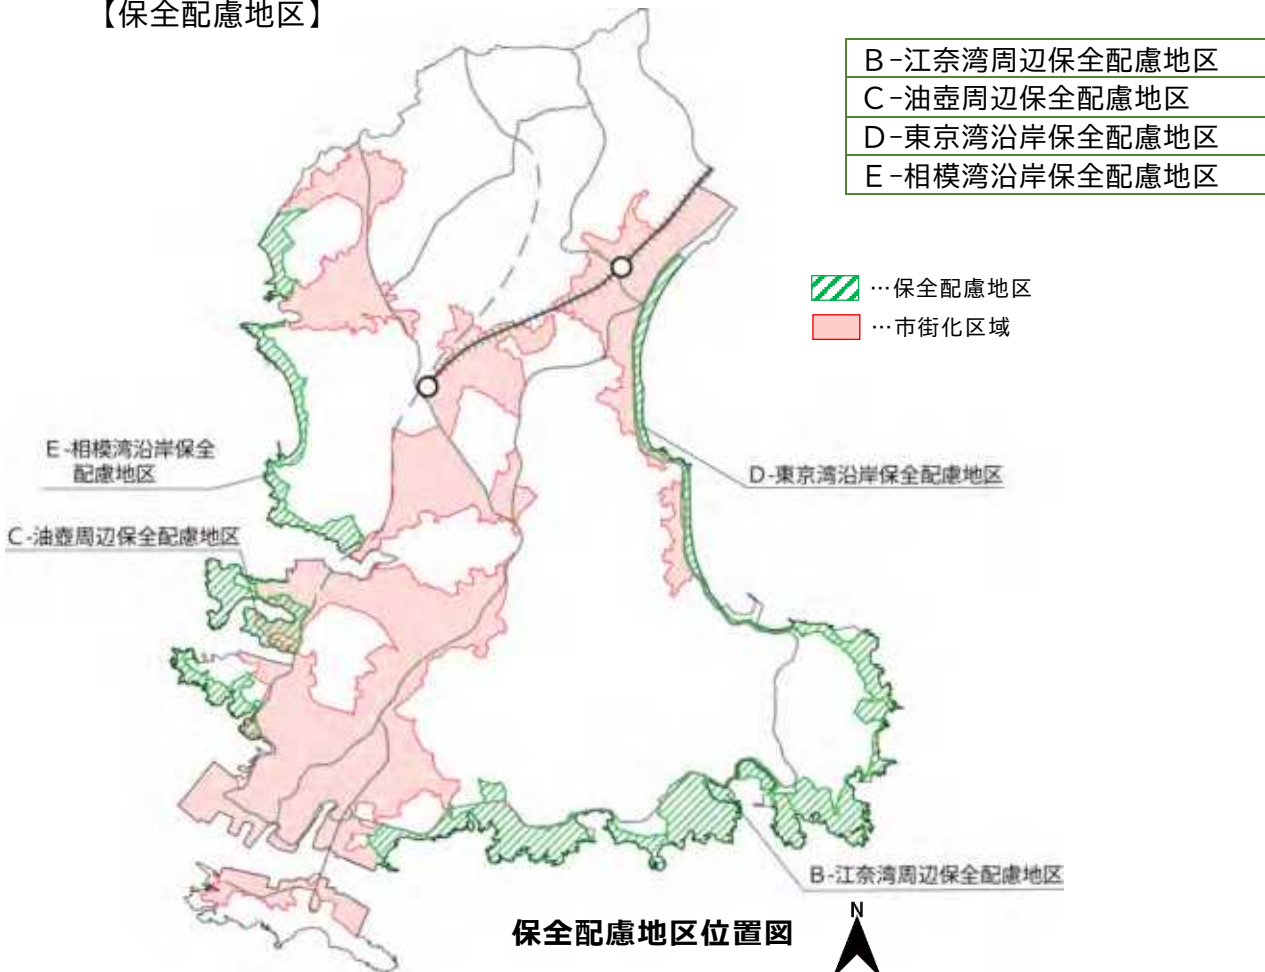 【保全配慮地区】
B-江奈湾周辺保全配慮地区
C-油壺周辺保全配慮地区
D-東京湾沿岸保全配慮地区
E-相模湾沿岸保全配慮地区
…保全配慮地区
…市街化区域
E-相模湾沿岸保全
配慮地区
D-東京湾沿岸保全配慮地区
C-油壺周辺保全配慮地区
B-江奈湾周辺保全配慮地区
保全配慮地区位置図
N